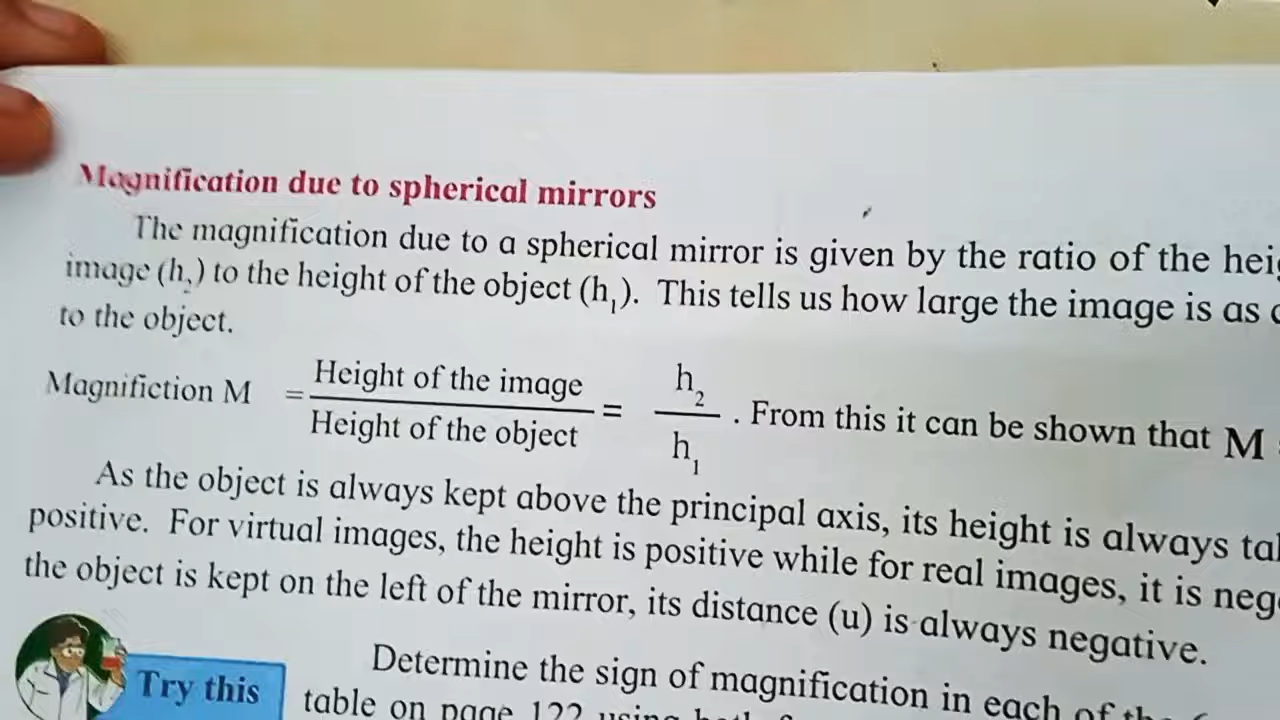 Magnification due to spherical mirrors
The magnification due to a spherical mirror is given by the ratio of the
image (h₂) to the height of the object (h₁). This tells us how large the image is as
to the object.
Magnifiction M = Height of the image / Height of the object = h₂ / h₁ . From this it can be shown that M
As the object is always kept above the principal axis, its height is always
positive. For virtual images, the height is positive while for real images, it is
the object is kept on the left of the mirror, its distance (u) is always negative.
Try this
Determine the sign of magnification in each of
table on page 122 using